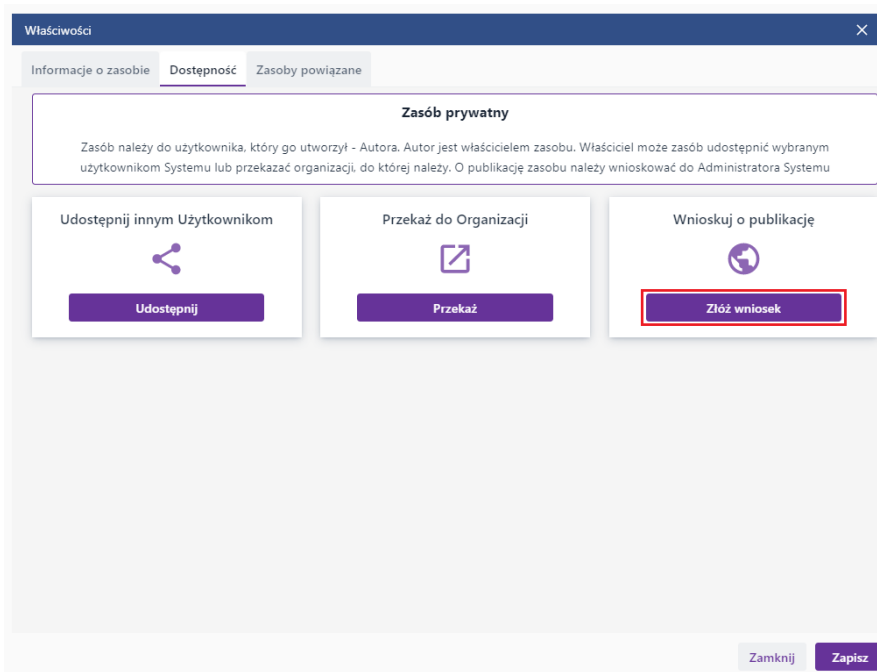 Właściwości
Informacje o zasobie Dostępność Zasoby powiązane
Zasób prywatny
Zasób należy do użytkownika, który go utworzył - Autora. Autor jest właścicielem zasobu. Właściciel może zasób udostępnić wybranym
użytkownikom Systemu lub przekazać organizacji, do której należy. O publikację zasobu należy wnioskować do Administratora Systemu
Udostępnij innym Użytkownikom Przekaż do Organizacji Wnioskuj o publikację
Udostępnij Przekaż Złóż wniosek
Zamknij Zapisz